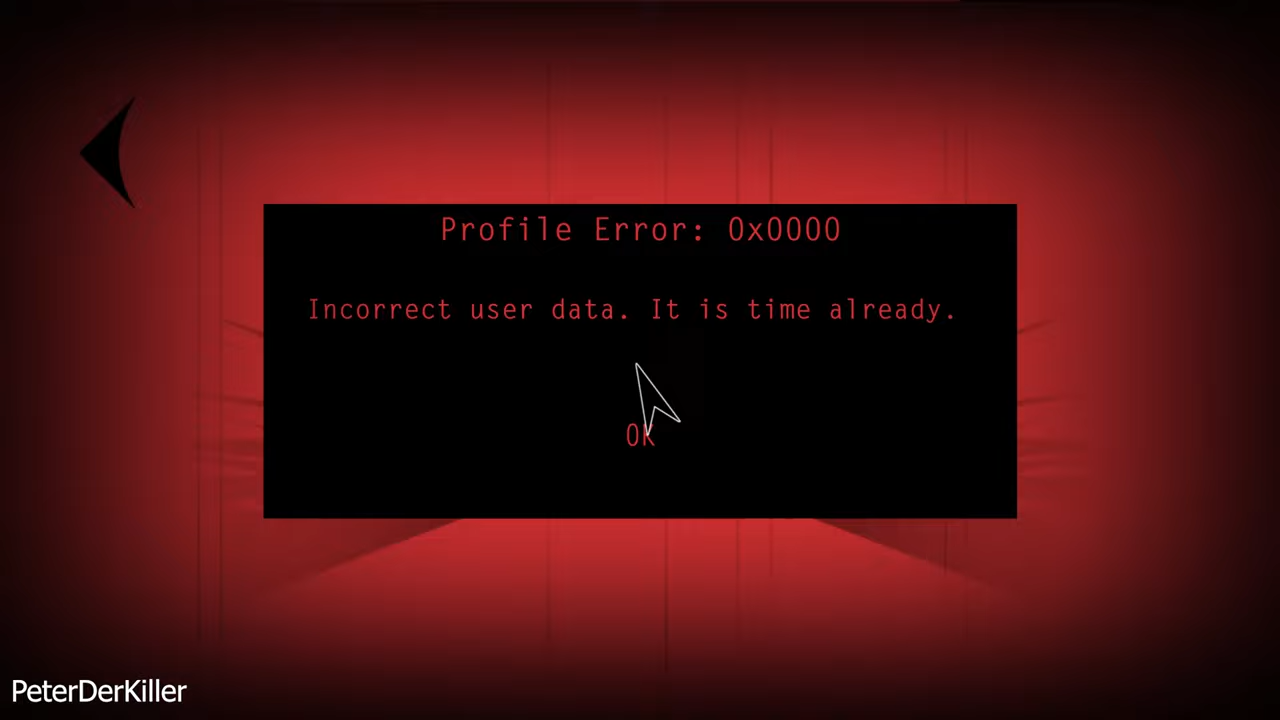 Profile Error: 0x0000
Incorrect user data. It is time already.
OK
PeterDerKiller